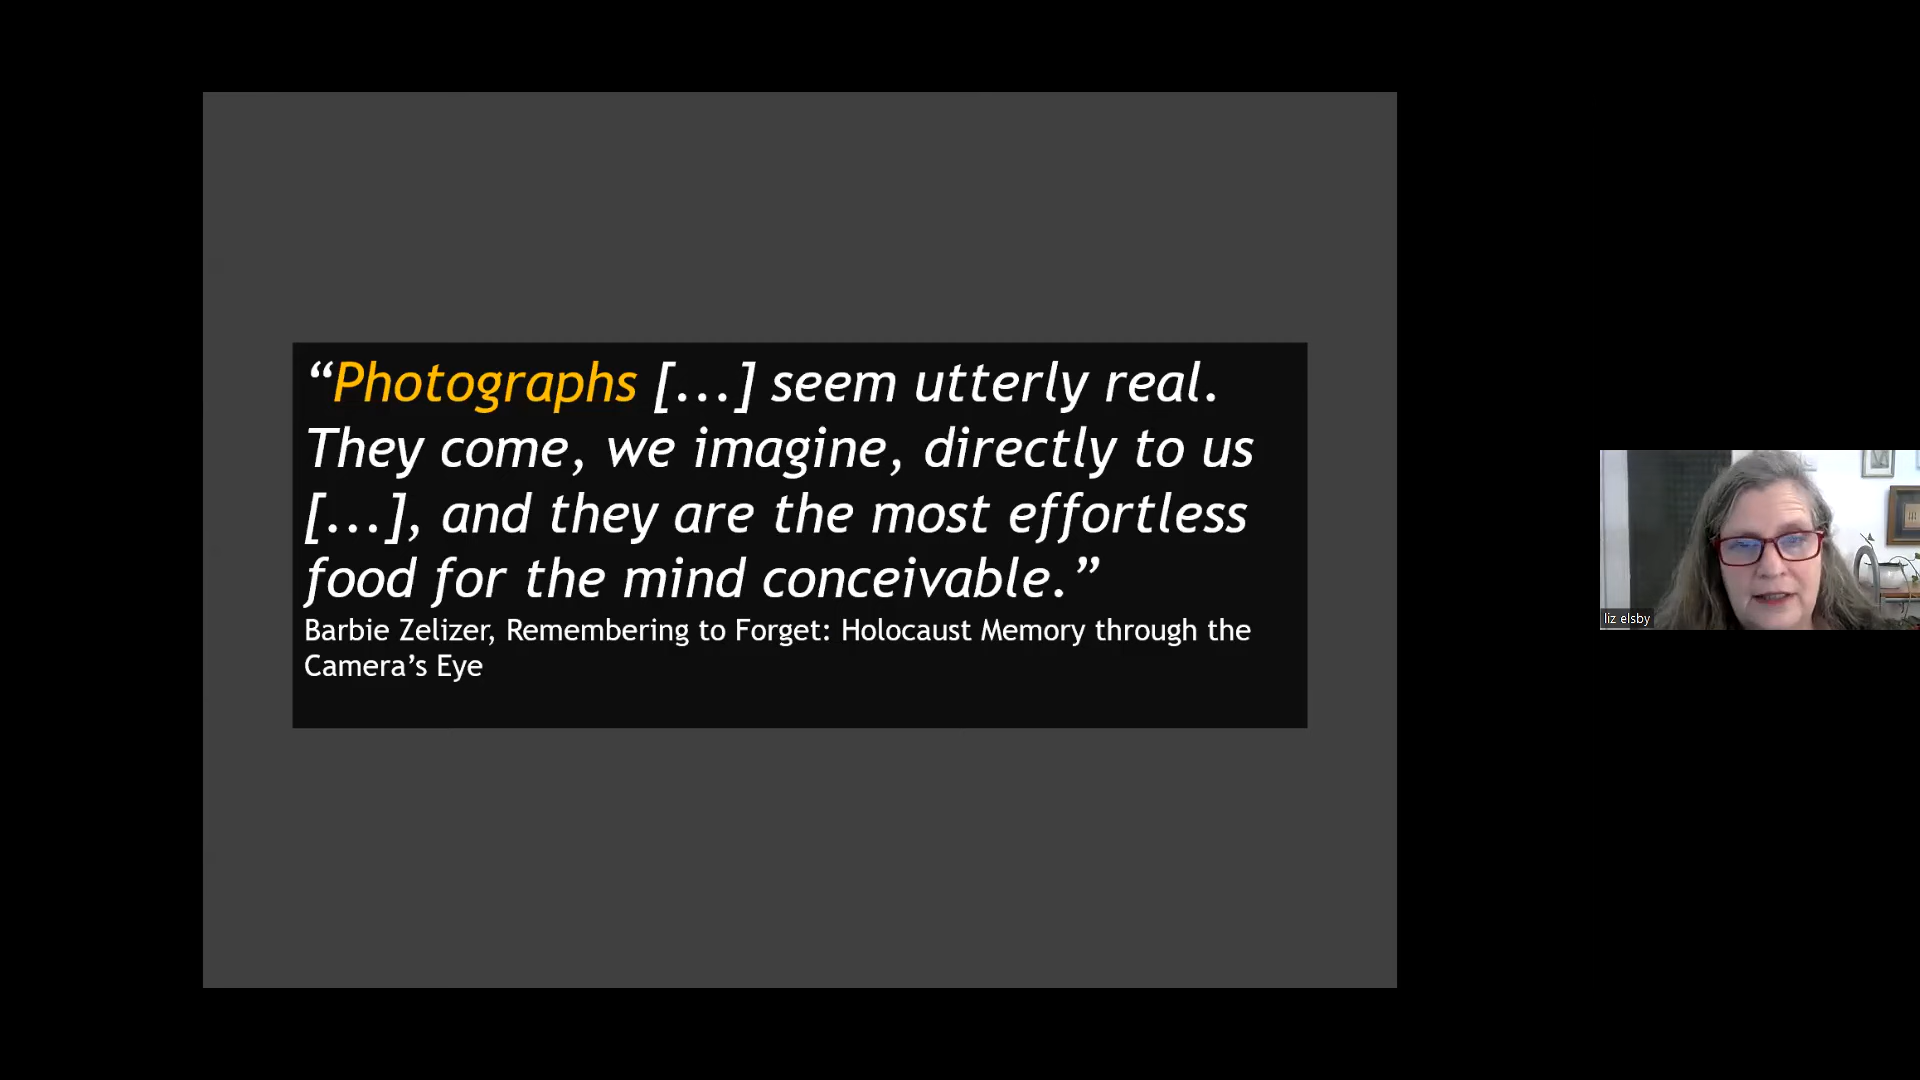 “Photographs [...] seem utterly real.
They come, we imagine, directly to us
[...], and they are the most effortless
food for the mind conceivable.”
Barbie Zelizer, Remembering to Forget: Holocaust Memory through the
Camera’s Eye
liz elsby